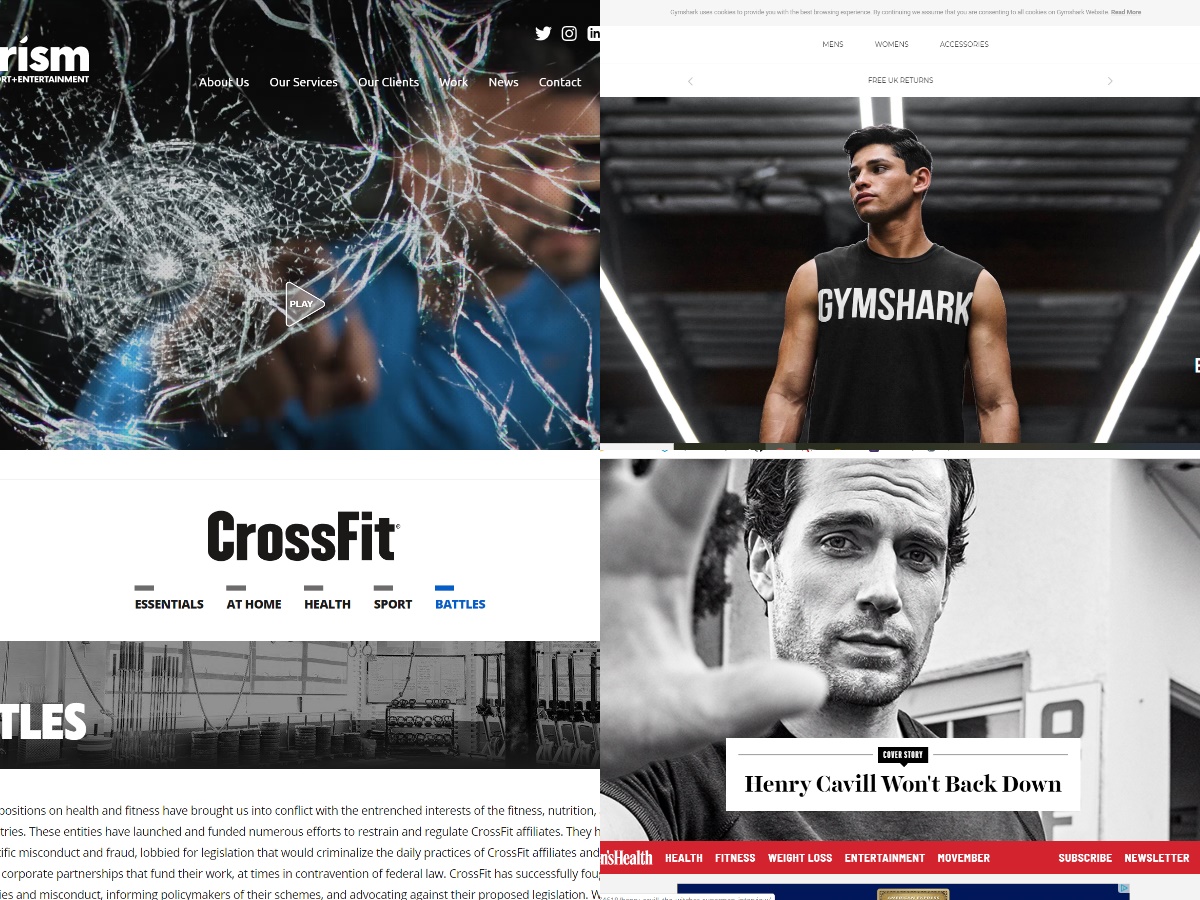 rism
ORT+ENTERTAINMENT
About Us Our Services Our Clients Work News Contact
PLAY
Gymshark uses cookies to provide you with the best browsing experience. By continuing we assume that you are consenting to all cookies on Gymshark Website. Read More
MENS WOMENS ACCESSORIES
FREE UK RETURNS
GYMSHARK
E
CrossFit®
ESSENTIALS AT HOME HEALTH SPORT BATTLES
TLES
positions on health and fitness have brought us into conflict with the entrenched interests of the fitness, nutrition,
tries. These entities have launched and funded numerous efforts to restrain and regulate CrossFit affiliates. They h
ific misconduct and fraud, lobbied for legislation that would criminalize the daily practices of CrossFit affiliates and
corporate partnerships that fund their work, at times in contravention of federal law. CrossFit has successfully foug
ies and misconduct, informing policymakers of their schemes, and advocating against their proposed legislation. W
COVER STORY
Henry Cavill Won't Back Down
n'sHealth HEALTH FITNESS WEIGHT LOSS ENTERTAINMENT MOVEMBER SUBSCRIBE NEWSLETTER